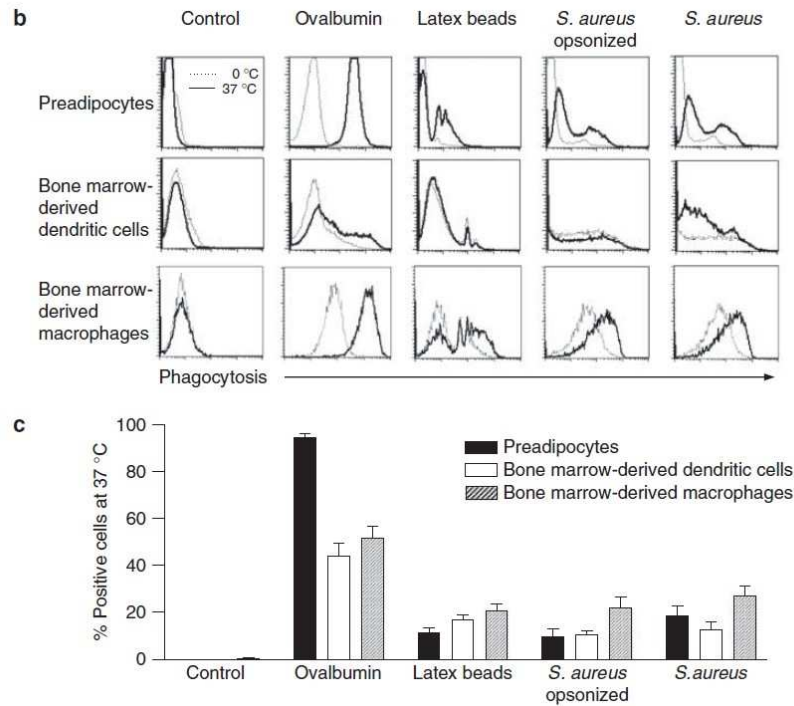 b
Control Ovalbumin Latex beads S. aureus opsonized S. aureus
0 °C
37 °C
Preadipocytes
Bone marrow-
derived
dendritic cells
Bone marrow-
derived
macrophages
Phagocytosis
c
% Positive cells at 37 °C
100
80
60
40
20
0
Preadipocytes
Bone marrow-derived dendritic cells
Bone marrow-derived macrophages
Control Ovalbumin Latex beads S. aureus opsonized S.aureus